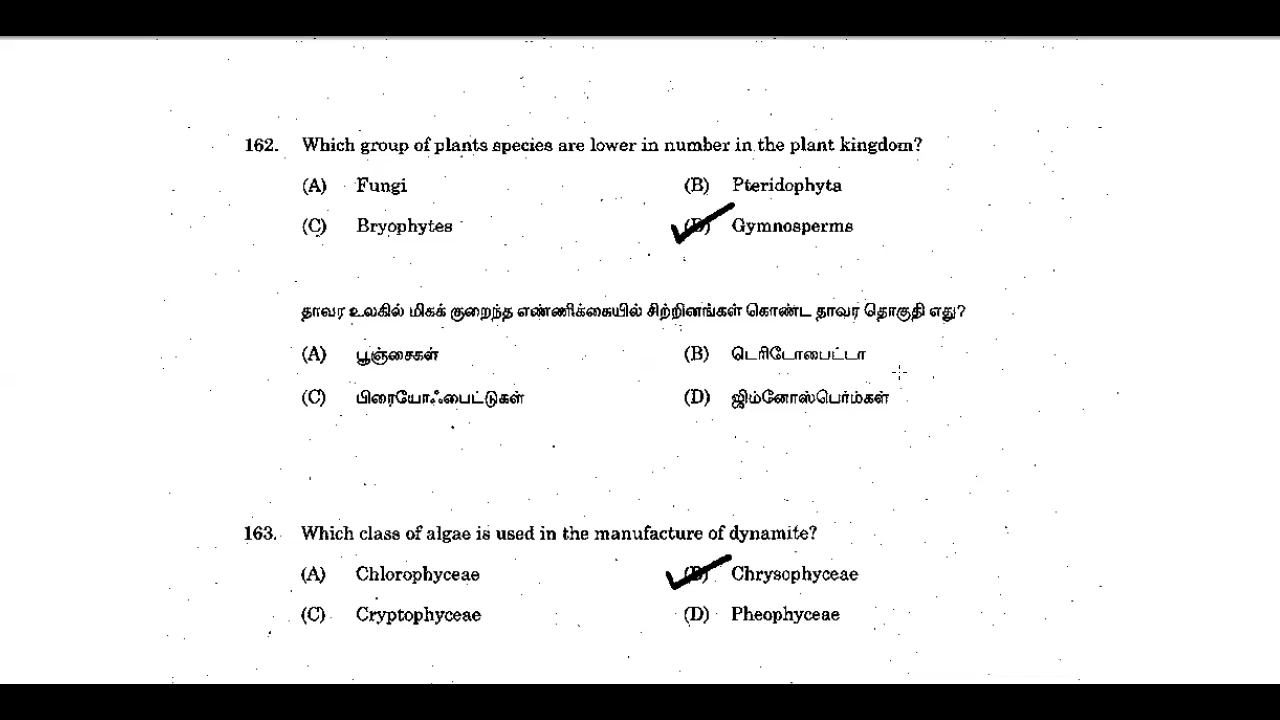 162. Which group of plants species are lower in number in the plant kingdom?
(A) Fungi (B) Pteridophyta
(C) Bryophytes (D) Gymnosperms
தாவர உலகில் மிகக் குறைந்த எண்ணிக்கையில் சிற்றினங்கள் கொண்ட தாவர தொகுதி எது?
(A) பூஞ்சைகள் (B) டெரிடோபைட்டா
(C) பிரையோஃபைட்டுகள் (D) ஜிம்னோஸ்பெர்ம்கள்
163. Which class of algae is used in the manufacture of dynamite?
(A) Chlorophyceae (B) Chrysophyceae
(C) Cryptophyceae (D) Pheophyceae